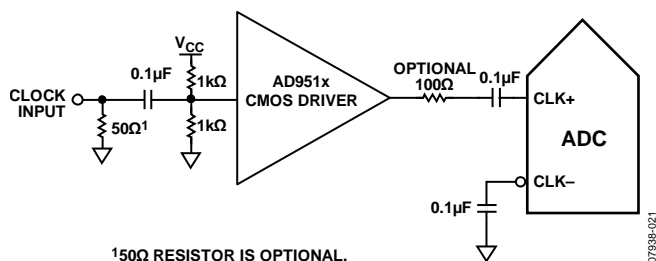 V_CC
0.1µF
1kΩ
CLOCK
INPUT
50Ω¹
1kΩ
AD951x
CMOS DRIVER
OPTIONAL
100Ω
0.1µF
CLK+
ADC
CLK–
0.1µF
¹50Ω RESISTOR IS OPTIONAL.
07938-021